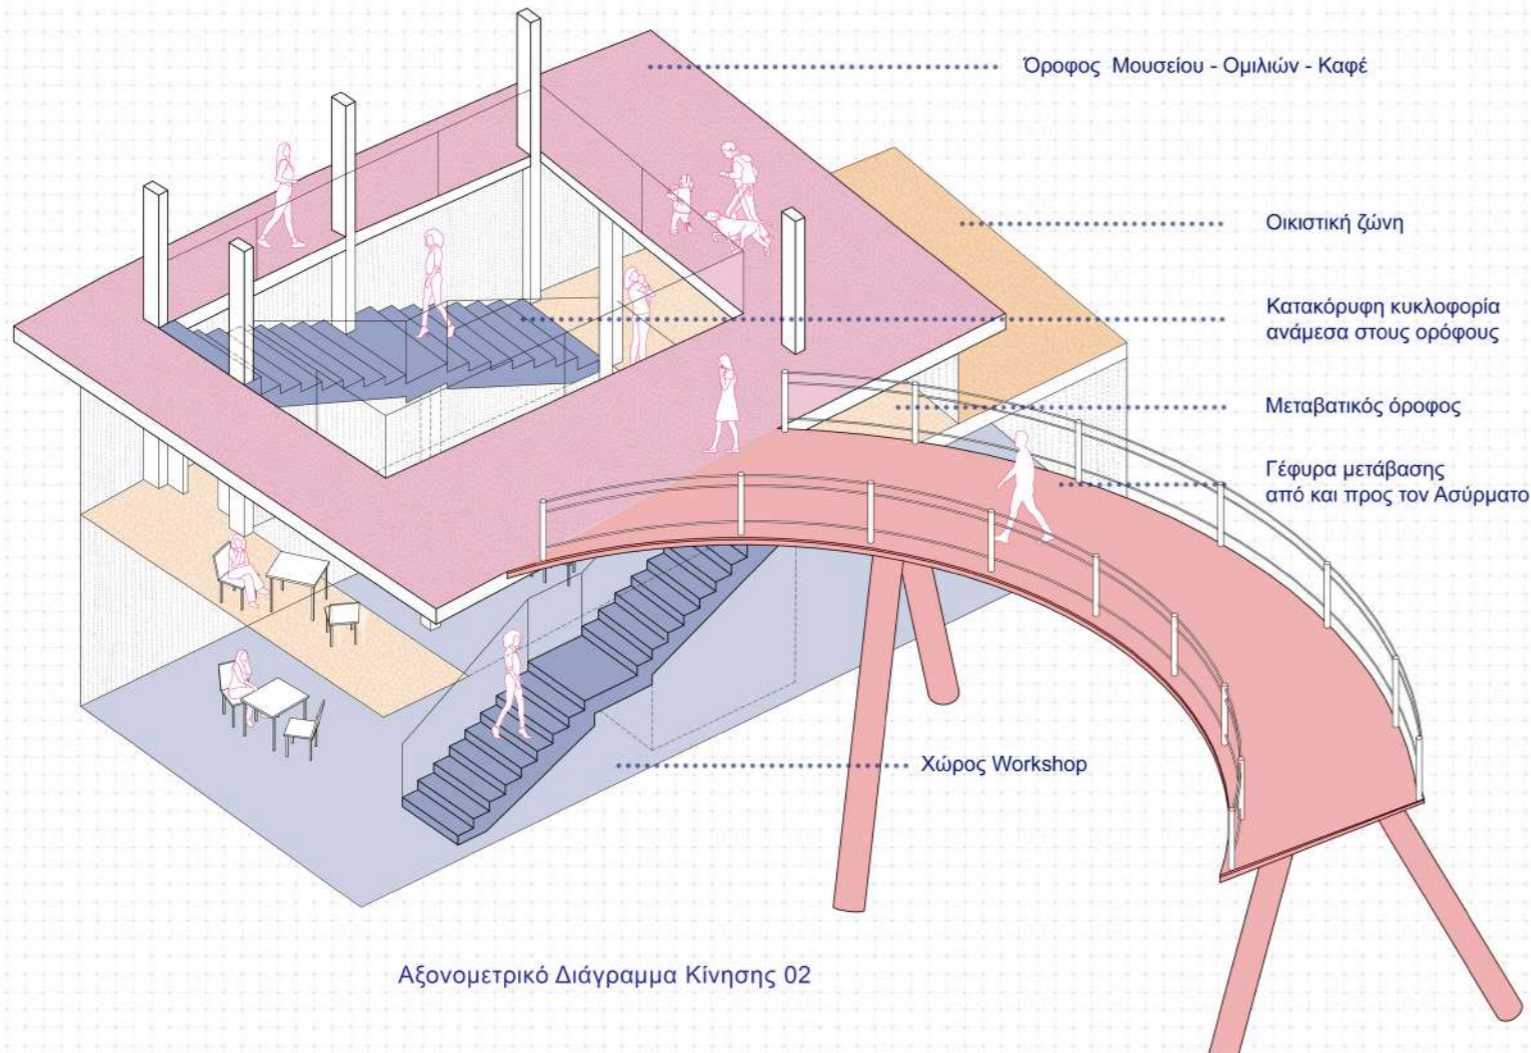 Όροφος Μουσείου - Ομιλιών - Καφέ
Οικιστική ζώνη
Κατακόρυφη κυκλοφορία
ανάμεσα στους ορόφους
Μεταβατικός όροφος
Γέφυρα μετάβασης
από και προς τον Ασύρματο
Χώρος Workshop
Αξονομετρικό Διάγραμμα Κίνησης 02